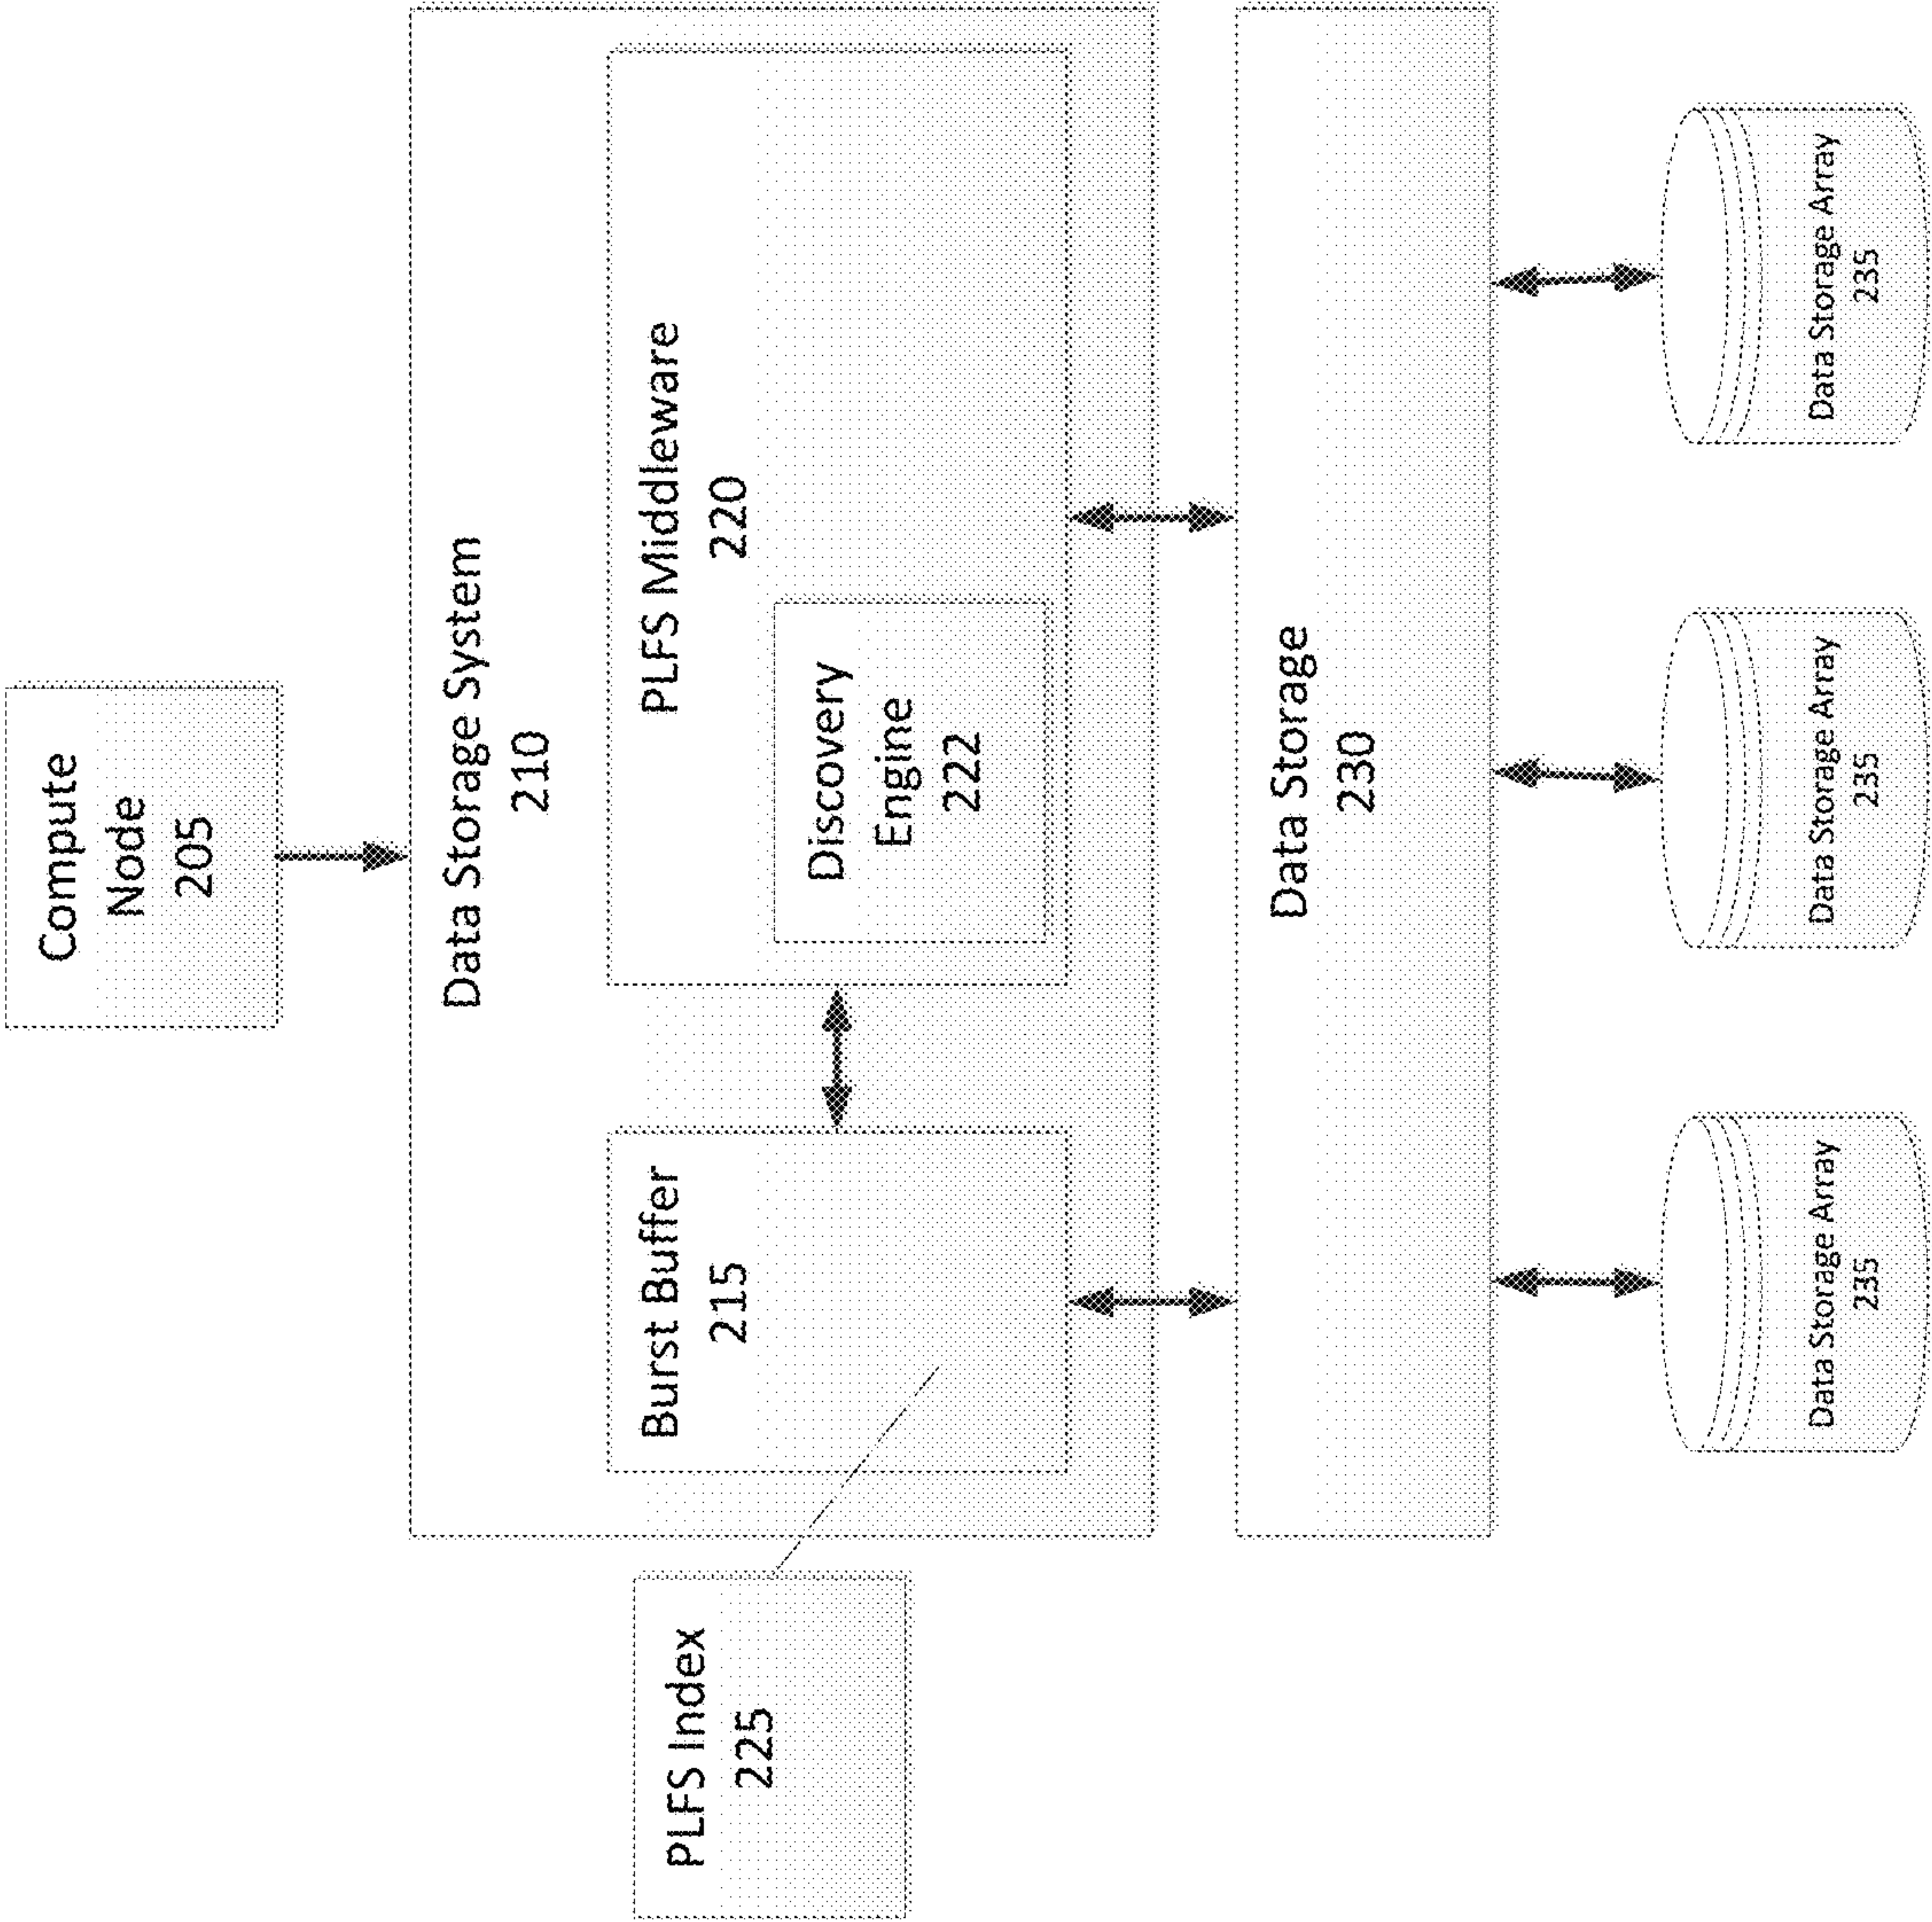 Compute
Node
205
Data Storage System
210
PLFS Index
225
Burst Buffer
215
PLFS Middleware
220
Discovery
Engine
222
Data Storage
230
Data Storage Array
235
Data Storage Array
235
Data Storage Array
235